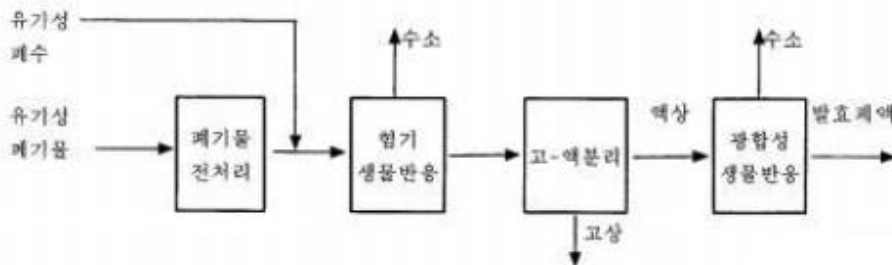 유기성
폐수
수소
수소
유기성
폐기물
폐기물
전처리
혐기
생물반응
고-액분리
액상
광합성
생물반응
발효폐액
고상